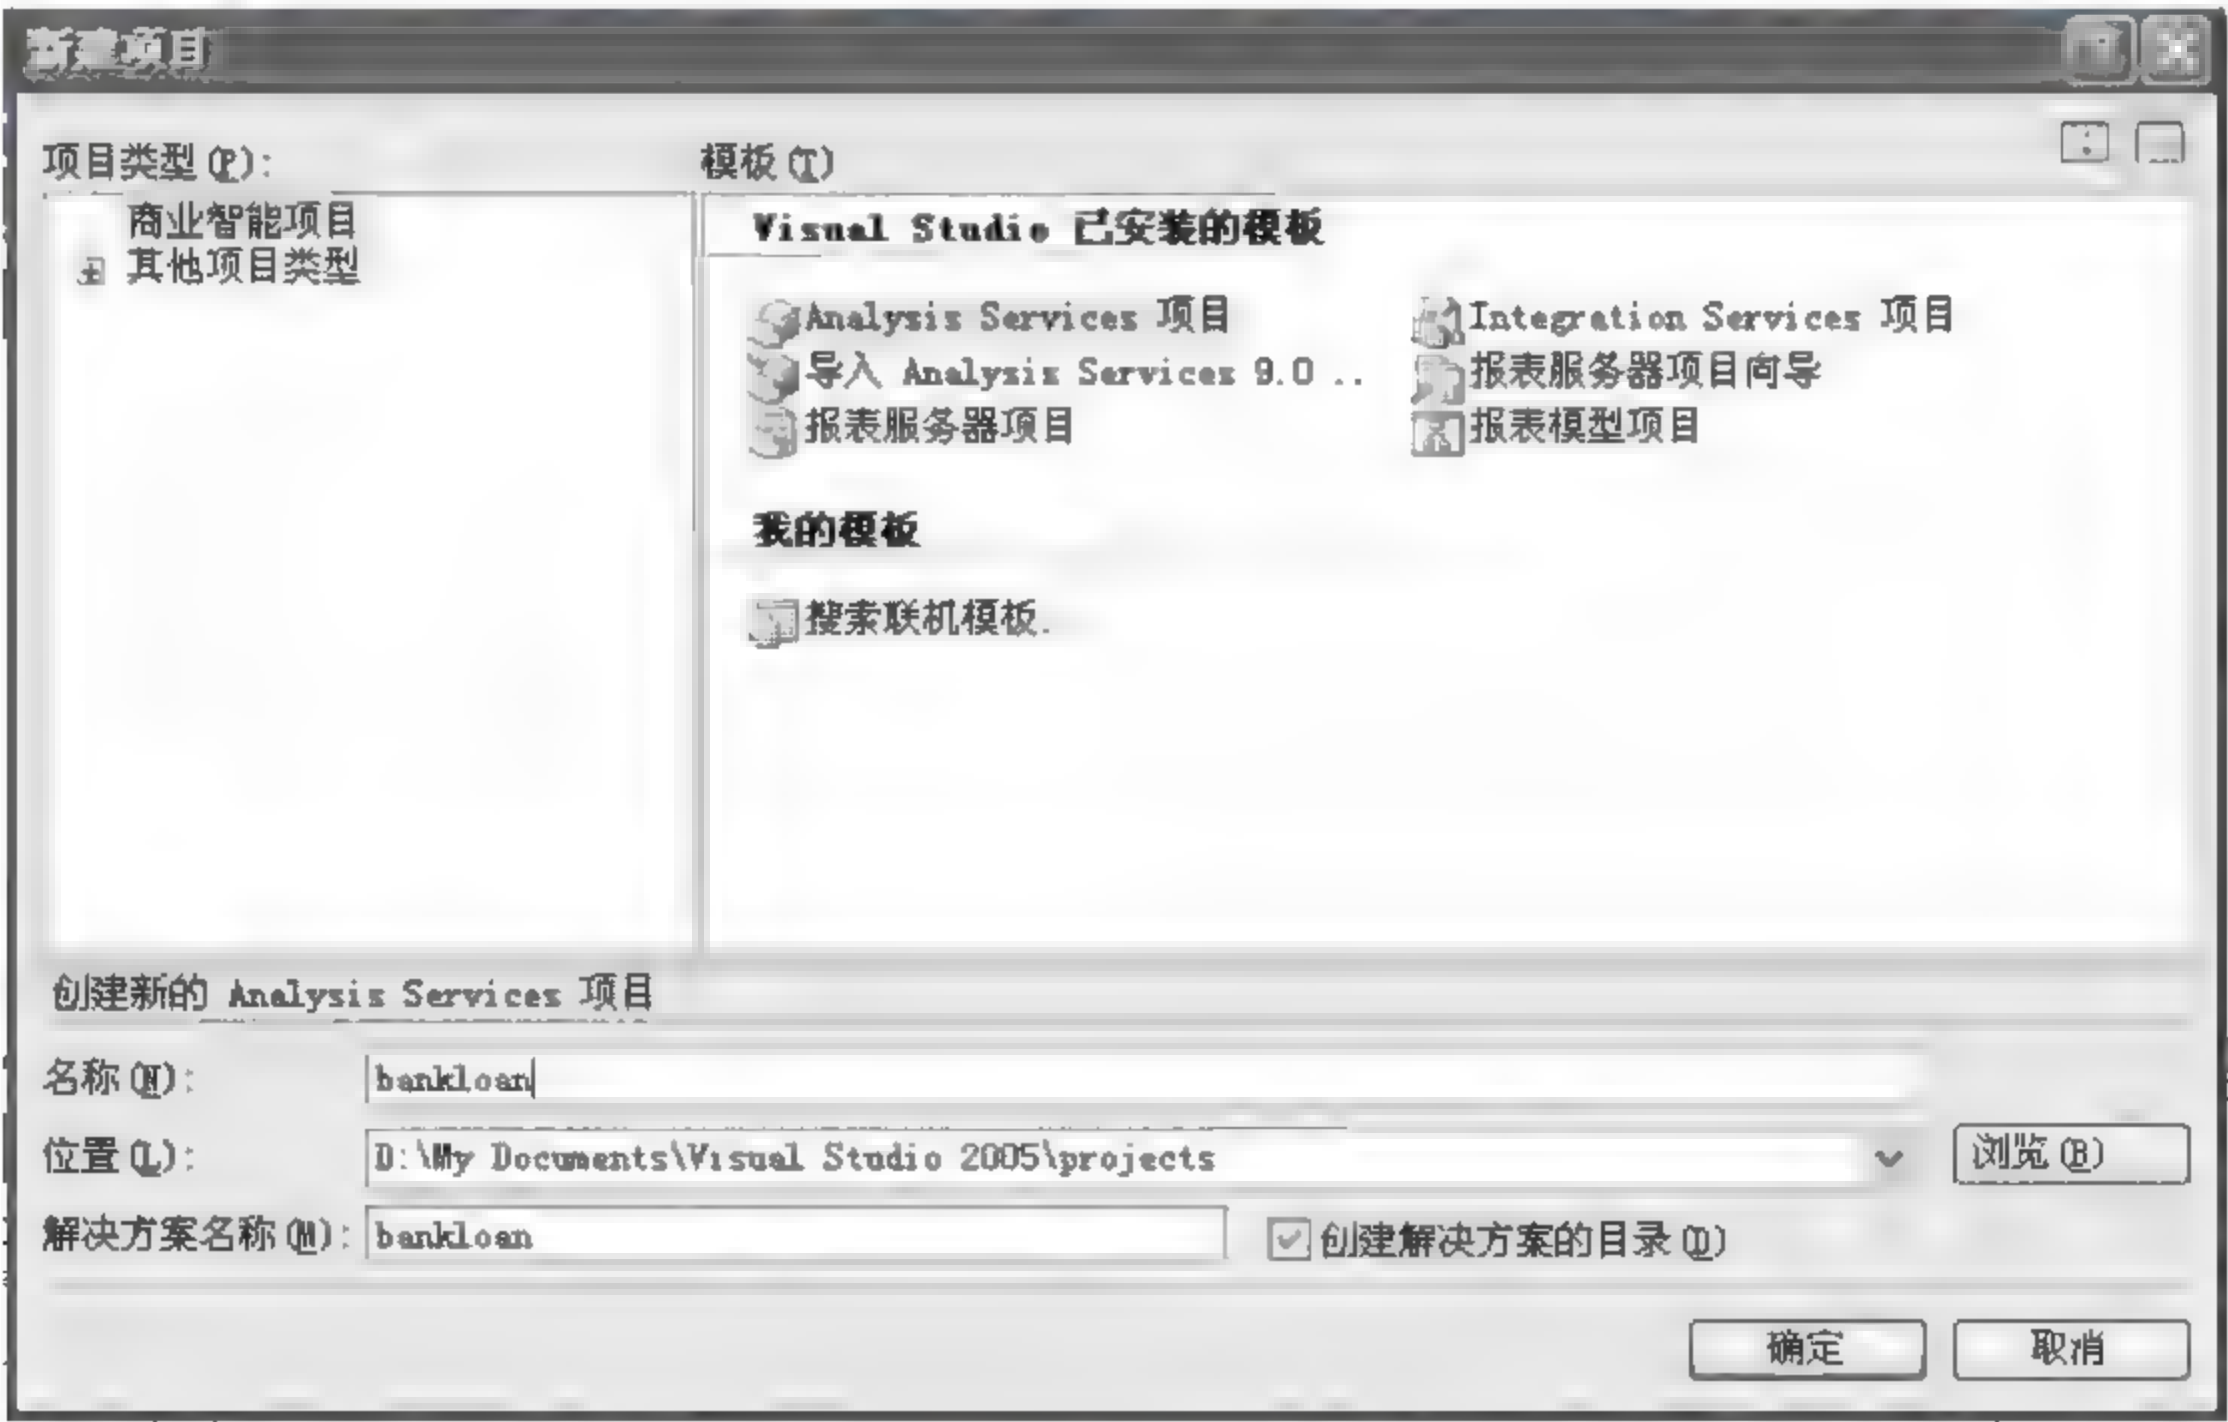 新建项目
项目类型(P):
模板(T)
商业智能项目
其他项目类型
Visual Studio 已安装的模板
Analysis Services 项目
Integration Services 项目
导入 Analysis Services 9.0 ..
报表服务器项目向导
报表服务器项目
报表模型项目
我的模板
搜索联机模板.
创建新的 Analysis Services 项目
名称(N):
bankloan
位置(L):
D:\My Documents\Visual Studio 2005\projects
浏览(B)
解决方案名称(M):
bankloan
创建解决方案的目录(D)
确定
取消